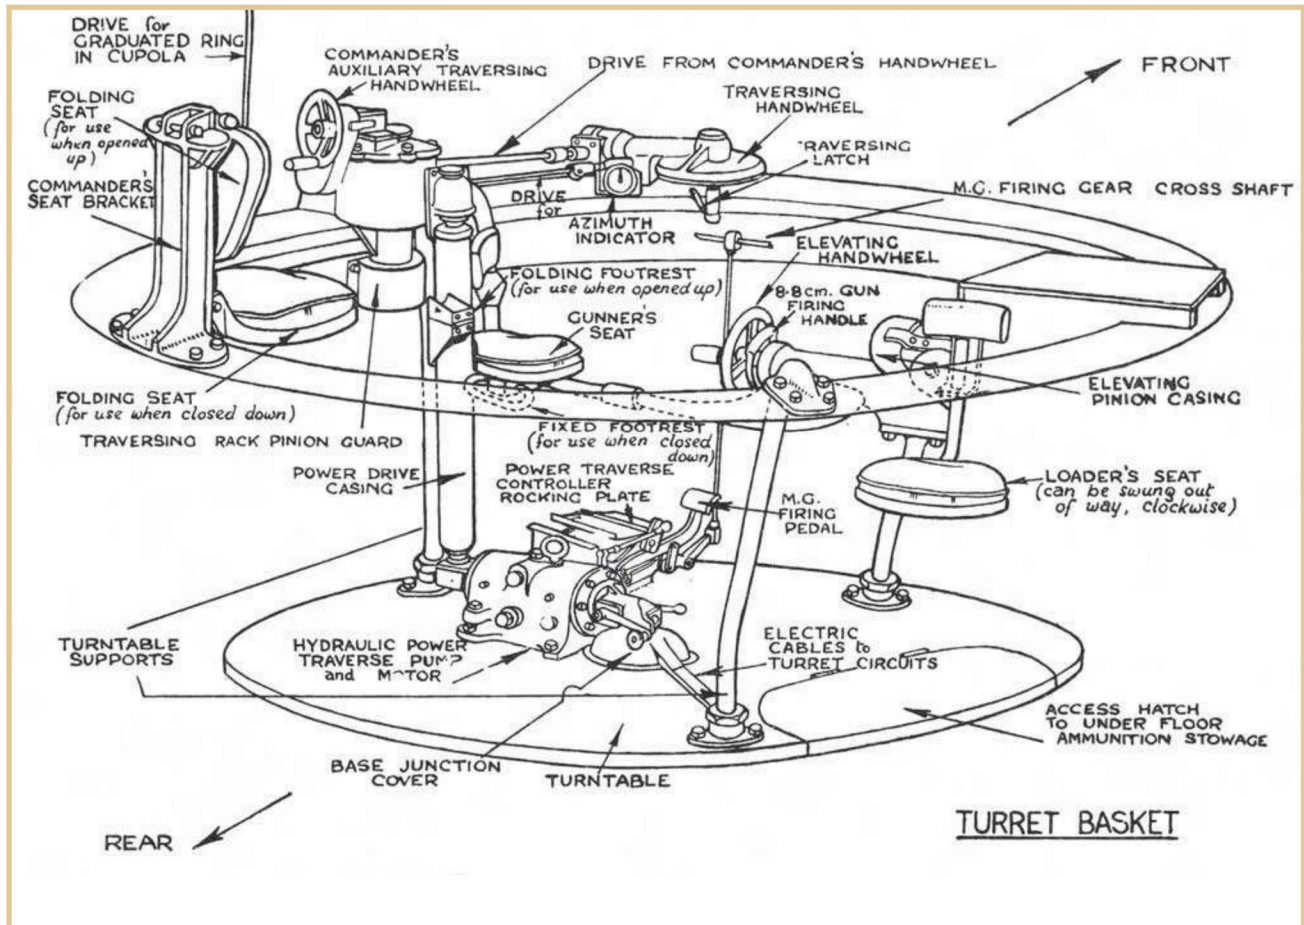 DRIVE for
GRADUATED RING
IN CUPOLA
COMMANDER'S
AUXILIARY TRAVERSING
HANDWHEEL
DRIVE FROM COMMANDER'S HANDWHEEL
TRAVERSING
HANDWHEEL
FRONT
FOLDING
SEAT
(for use
when opened
up)
COMMANDER'S
SEAT BRACKET
TRAVERSING
LATCH
M.G. FIRING GEAR CROSS SHAFT
DRIVE
for
AZIMUTH
INDICATOR
ELEVATING
HANDWHEEL
FOLDING FOOTREST
(for use when opened up)
8.8cm. GUN
FIRING
HANDLE
GUNNER'S
SEAT
FOLDING SEAT
(for use when closed down)
TRAVERSING RACK PINION GUARD
ELEVATING
PINION CASING
FIXED FOOTREST
(for use when closed
down)
POWER DRIVE
CASING
POWER TRAVERSE
CONTROLLER
ROCKING PLATE
M.G.
FIRING
PEDAL
LOADER'S SEAT
(can be swung out
of way, clockwise)
TURNTABLE
SUPPORTS
HYDRAULIC POWER
TRAVERSE PUMP
and MOTOR
ELECTRIC
CABLES to
TURRET CIRCUITS
ACCESS HATCH
TO UNDER FLOOR
AMMUNITION STOWAGE
BASE JUNCTION
COVER
TURNTABLE
REAR
TURRET BASKET